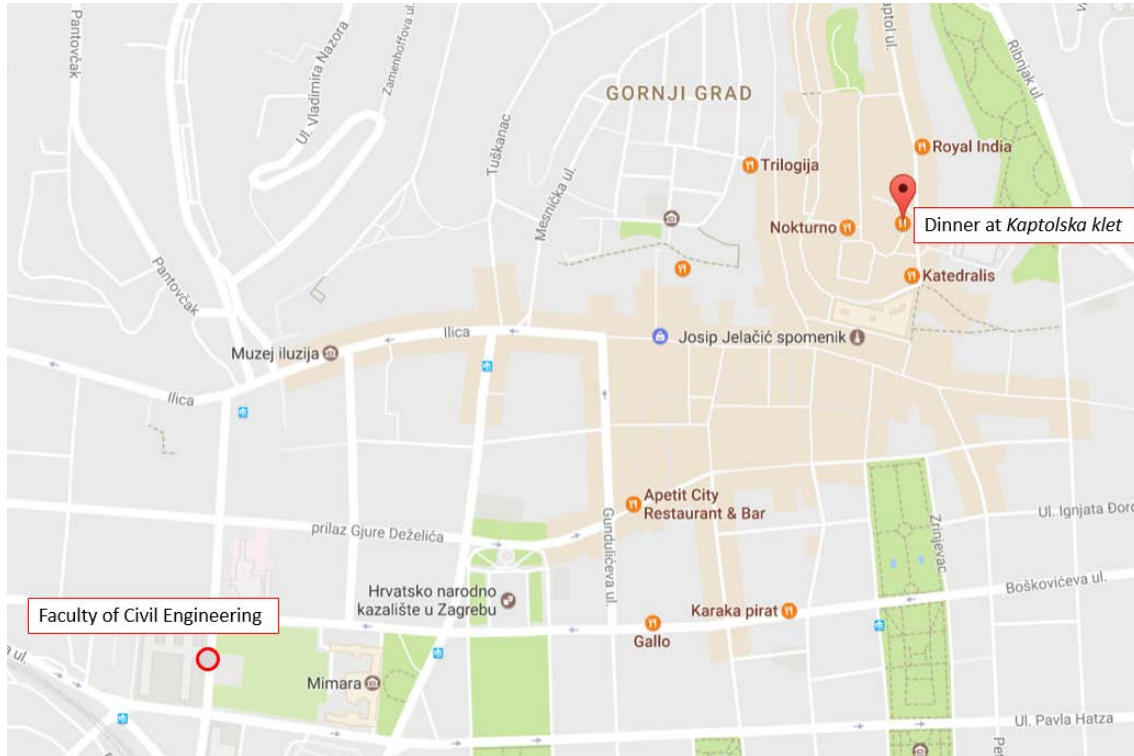 Pantovčak
Ul. Vladimira Nazora
Zamenhoffova ul.
Tuškanac
Mesnička ul.
GORNJI GRAD
Kaptol ul.
Ribnjak ul.
Royal India
Trilogija
Nokturno
Dinner at Kaptolska klet
Katedralis
Pantovčak
Ilica
Josip Jelačić spomenik
Muzej iluzija
Ilica
Apetit City
Restaurant & Bar
Gundulićeva ul.
Zrinjevac
Ul. Ignjata Đorđ
prilaz Gjure Deželića
Hrvatsko narodno
kazalište u Zagrebu
Boškovićeva ul.
Karaka pirat
Gallo
Faculty of Civil Engineering
Mimara
Ul. Pavla Hatza